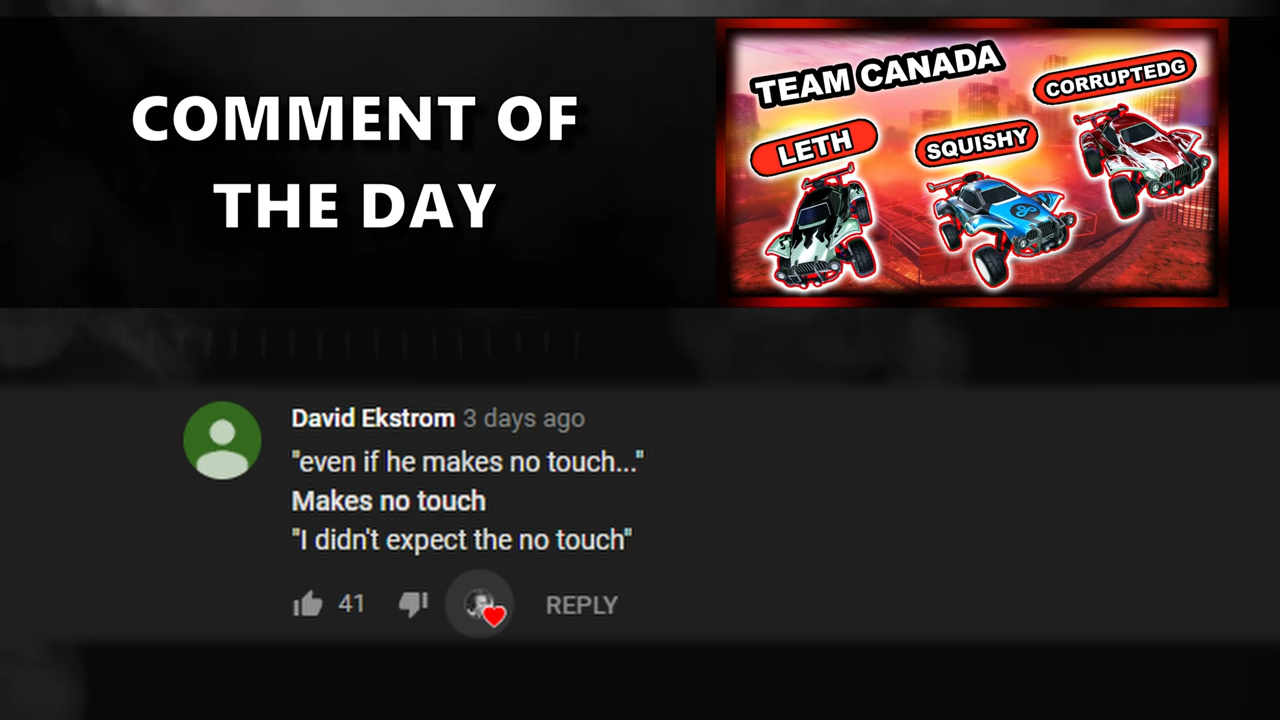 COMMENT OF
THE DAY
TEAM CANADA
CORRUPTEDG
LETH
SQUISHY
David Ekstrom 3 days ago
"even if he makes no touch..."
Makes no touch
"I didn't expect the no touch"
41
REPLY